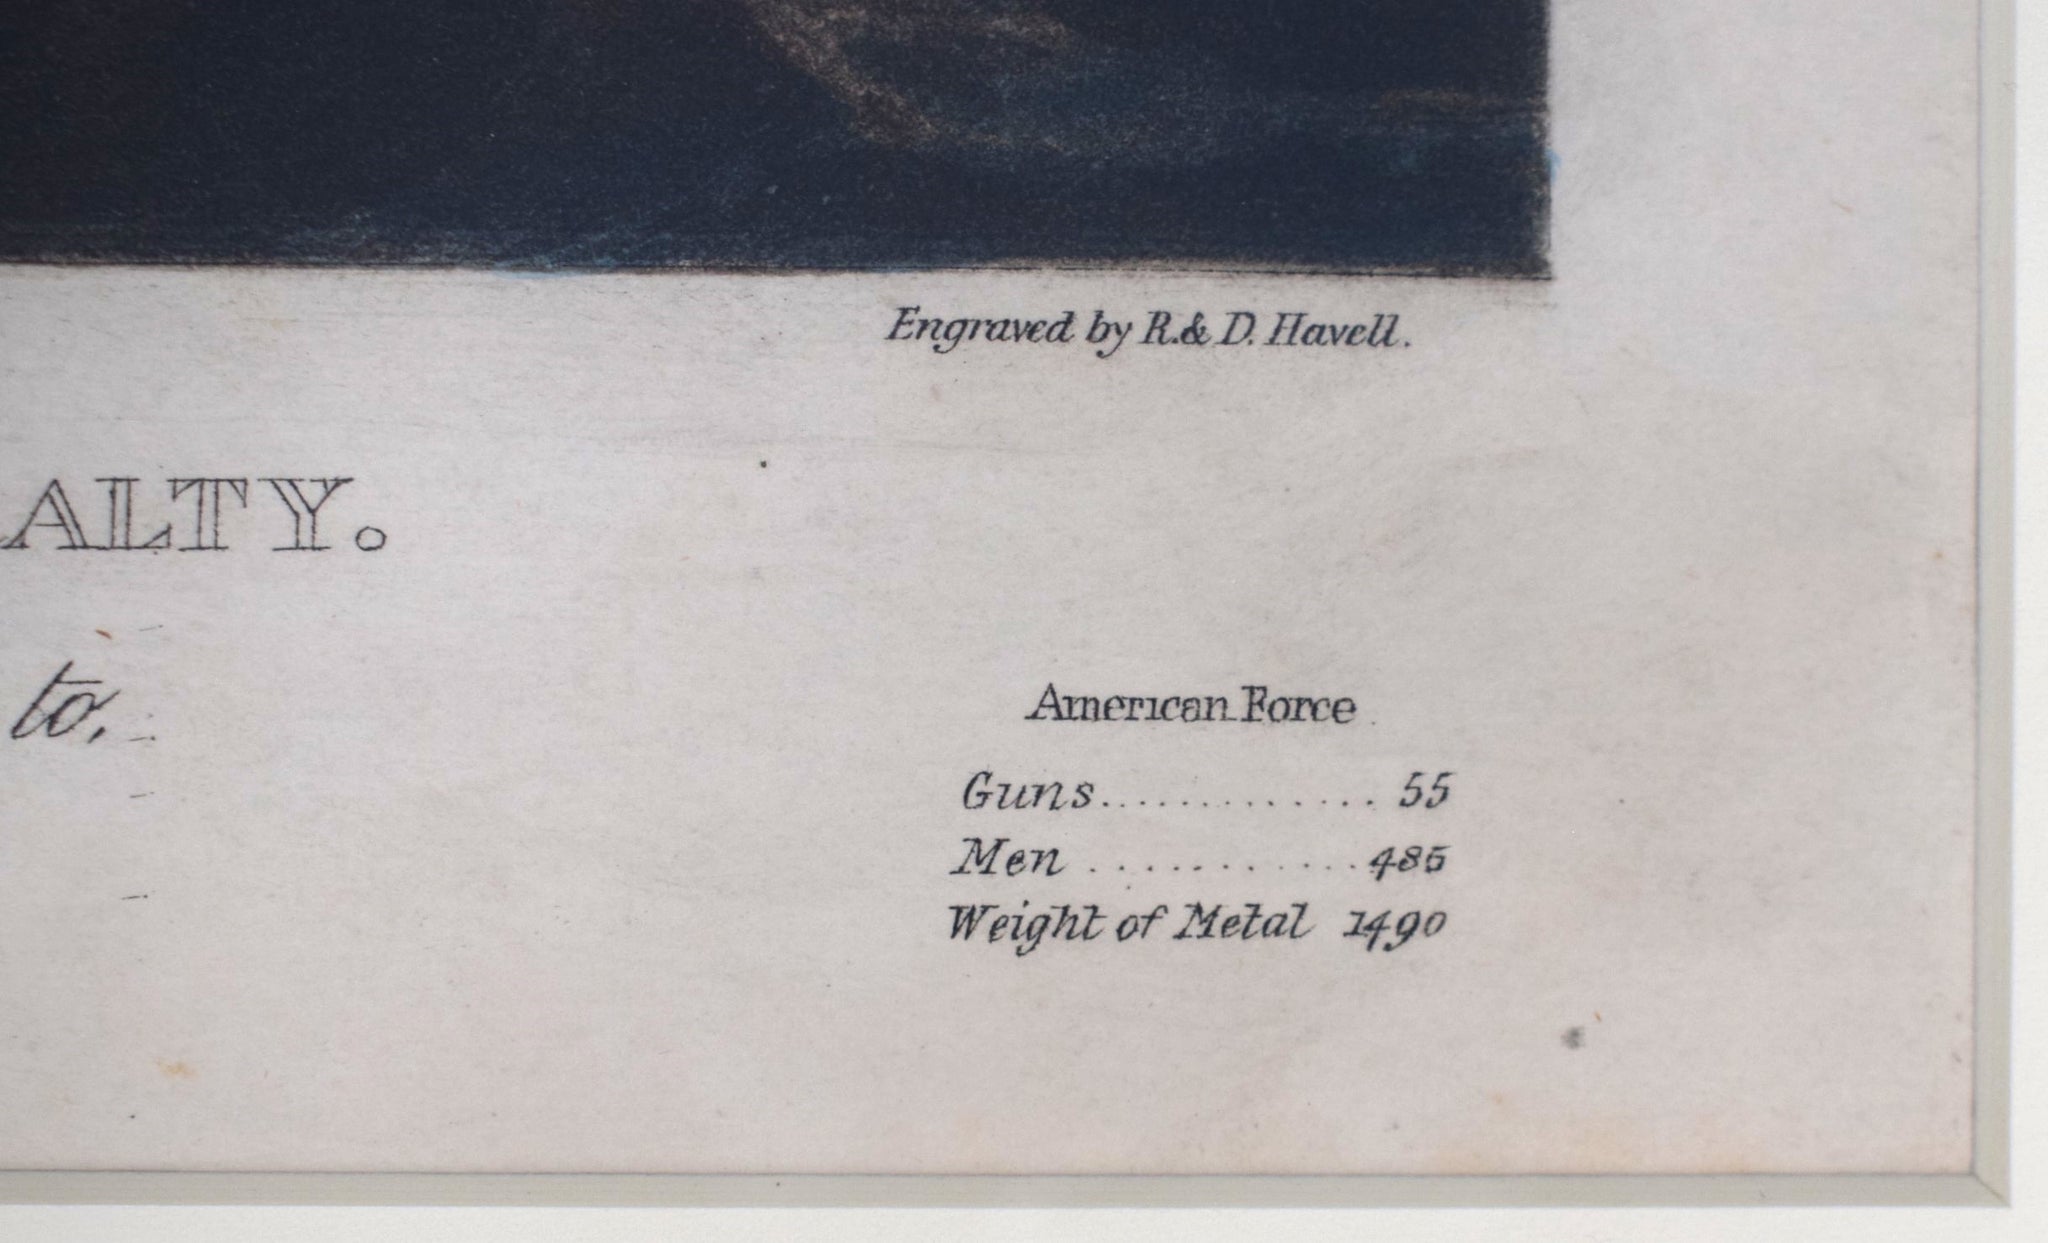 Engraved by R. & D. Havell.
ALTY.
to,
American Force
Guns............. 55
Men ........... 485
Weight of Metal 1490